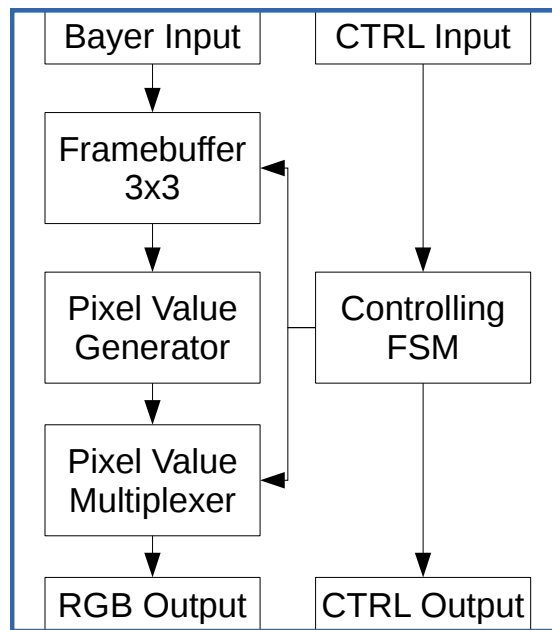 Bayer Input
CTRL Input
Framebuffer
3x3
Pixel Value
Generator
Controlling
FSM
Pixel Value
Multiplexer
RGB Output
CTRL Output